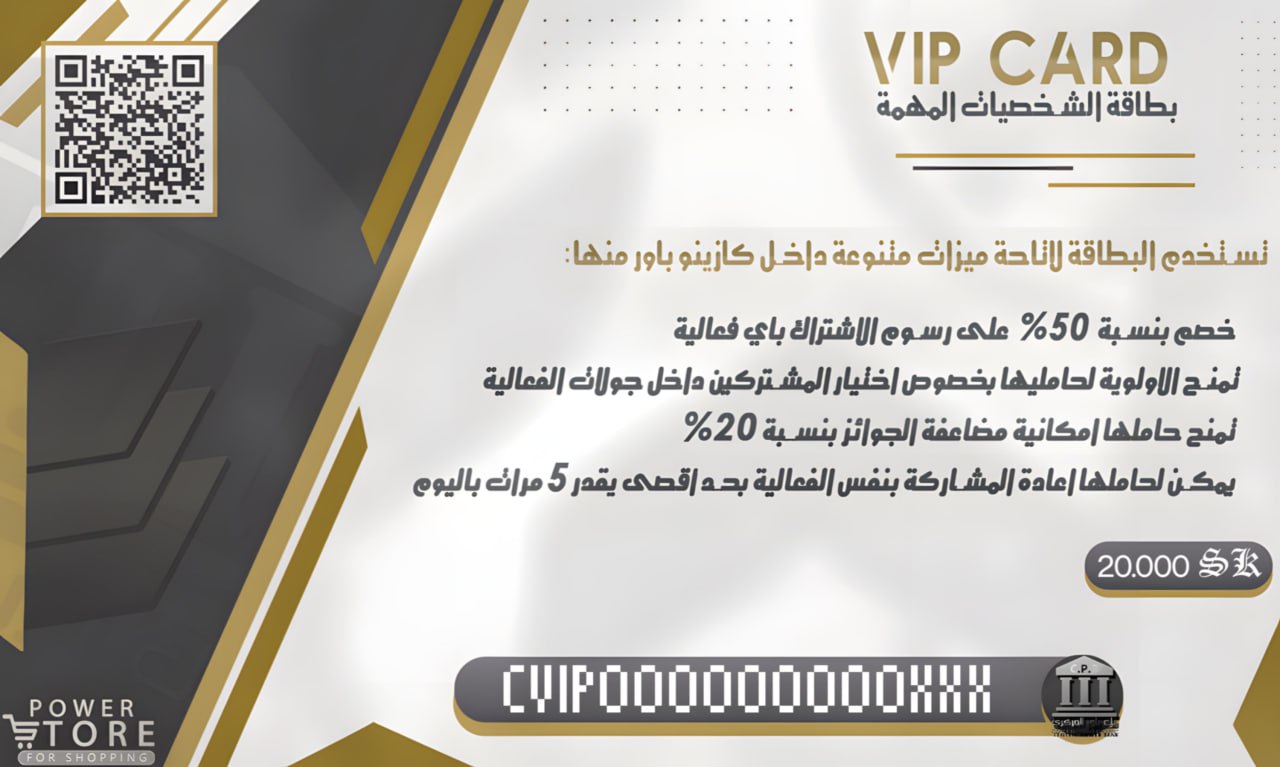 VIP CARD
بطاقة الشخصيات المهمة
تستخدم البطاقة لاتاحة ميزات متنوعة داخل كازينو باور منها:
خصم بنسبة 50% على رسوم الاشتراك باي فعالية
تمنح الاولوية لحامليها بخصوص اختيار المشتركين داخل جولات الفعالية
تمنح حاملها امكانية مضاعفة الجوائز بنسبة 20%
يمكن لحاملها اعادة المشاركة بنفس الفعالية بحد اقصى يقدر 5 مرات باليوم
20.000 SK
CVIP000000000XXX
C.P.
POWER
STORE
FOR SHOPPING